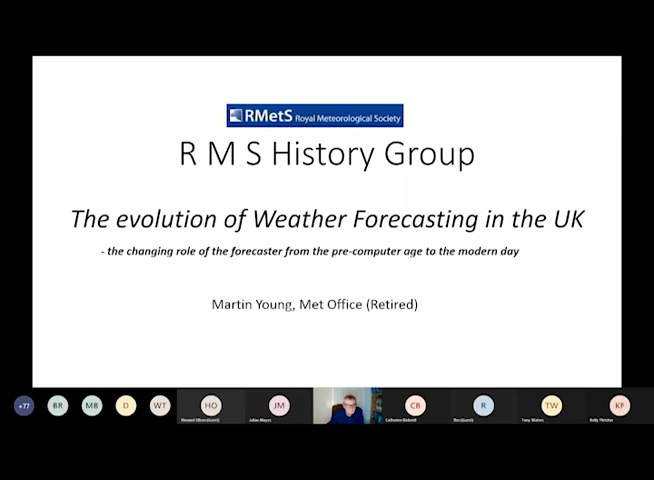 RMetS Royal Meteorological Society
R M S History Group
The evolution of Weather Forecasting in the UK
- the changing role of the forecaster from the pre-computer age to the modern day
Martin Young, Met Office (Retired)
+77 BR MB D WT HO JM CB R TW KF